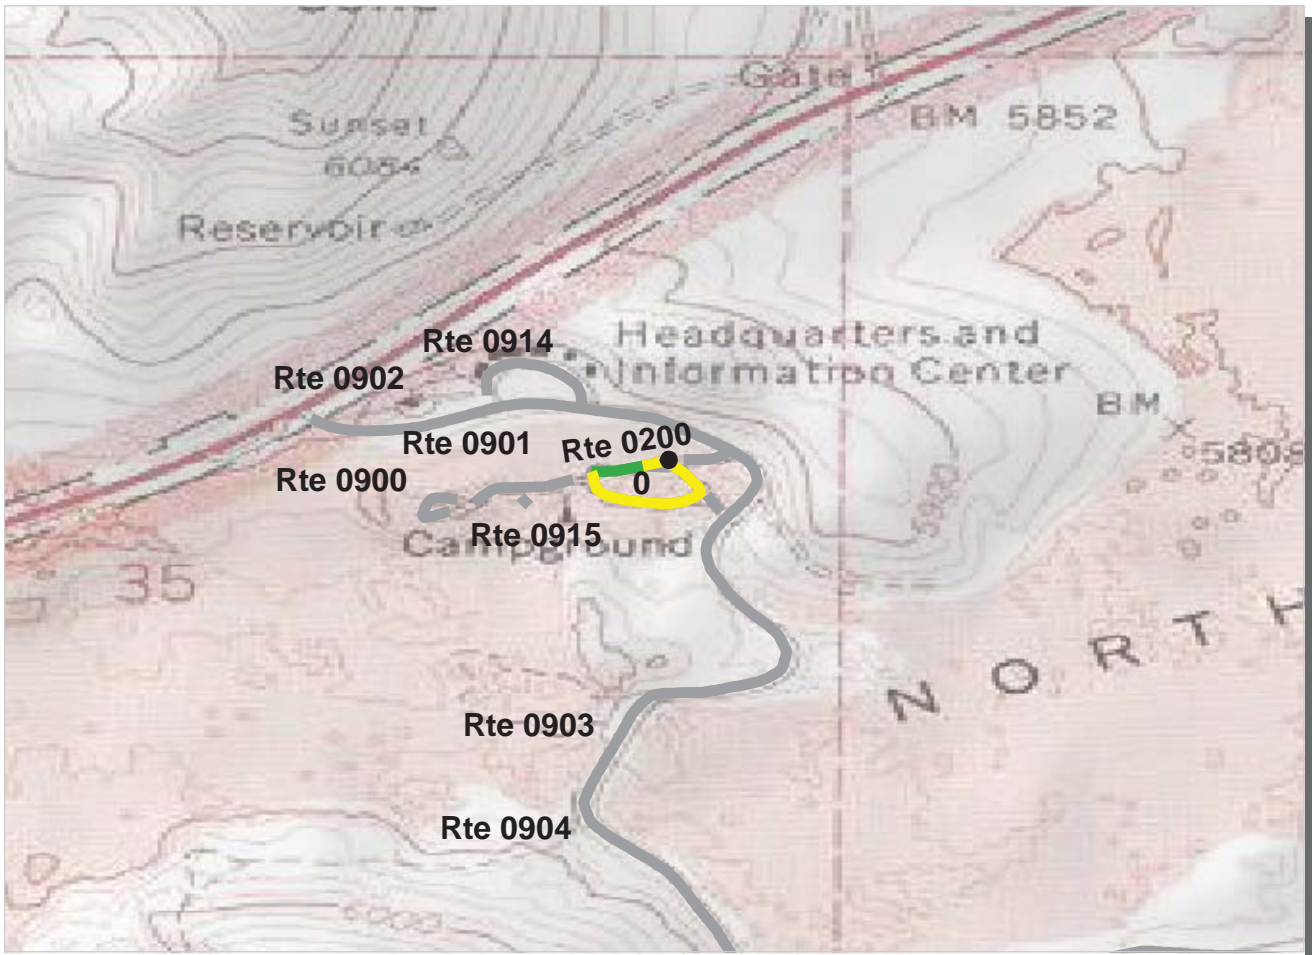 Sunset
6084
Reservoir
Gate
BM 5852
Rte 0914
Headquarters and
Information Center
Rte 0902
BM
5808
Rte 0901
Rte 0200
Rte 0900
0
5900
Rte 0915
Campground
35
NORTH
Rte 0903
Rte 0904
6000